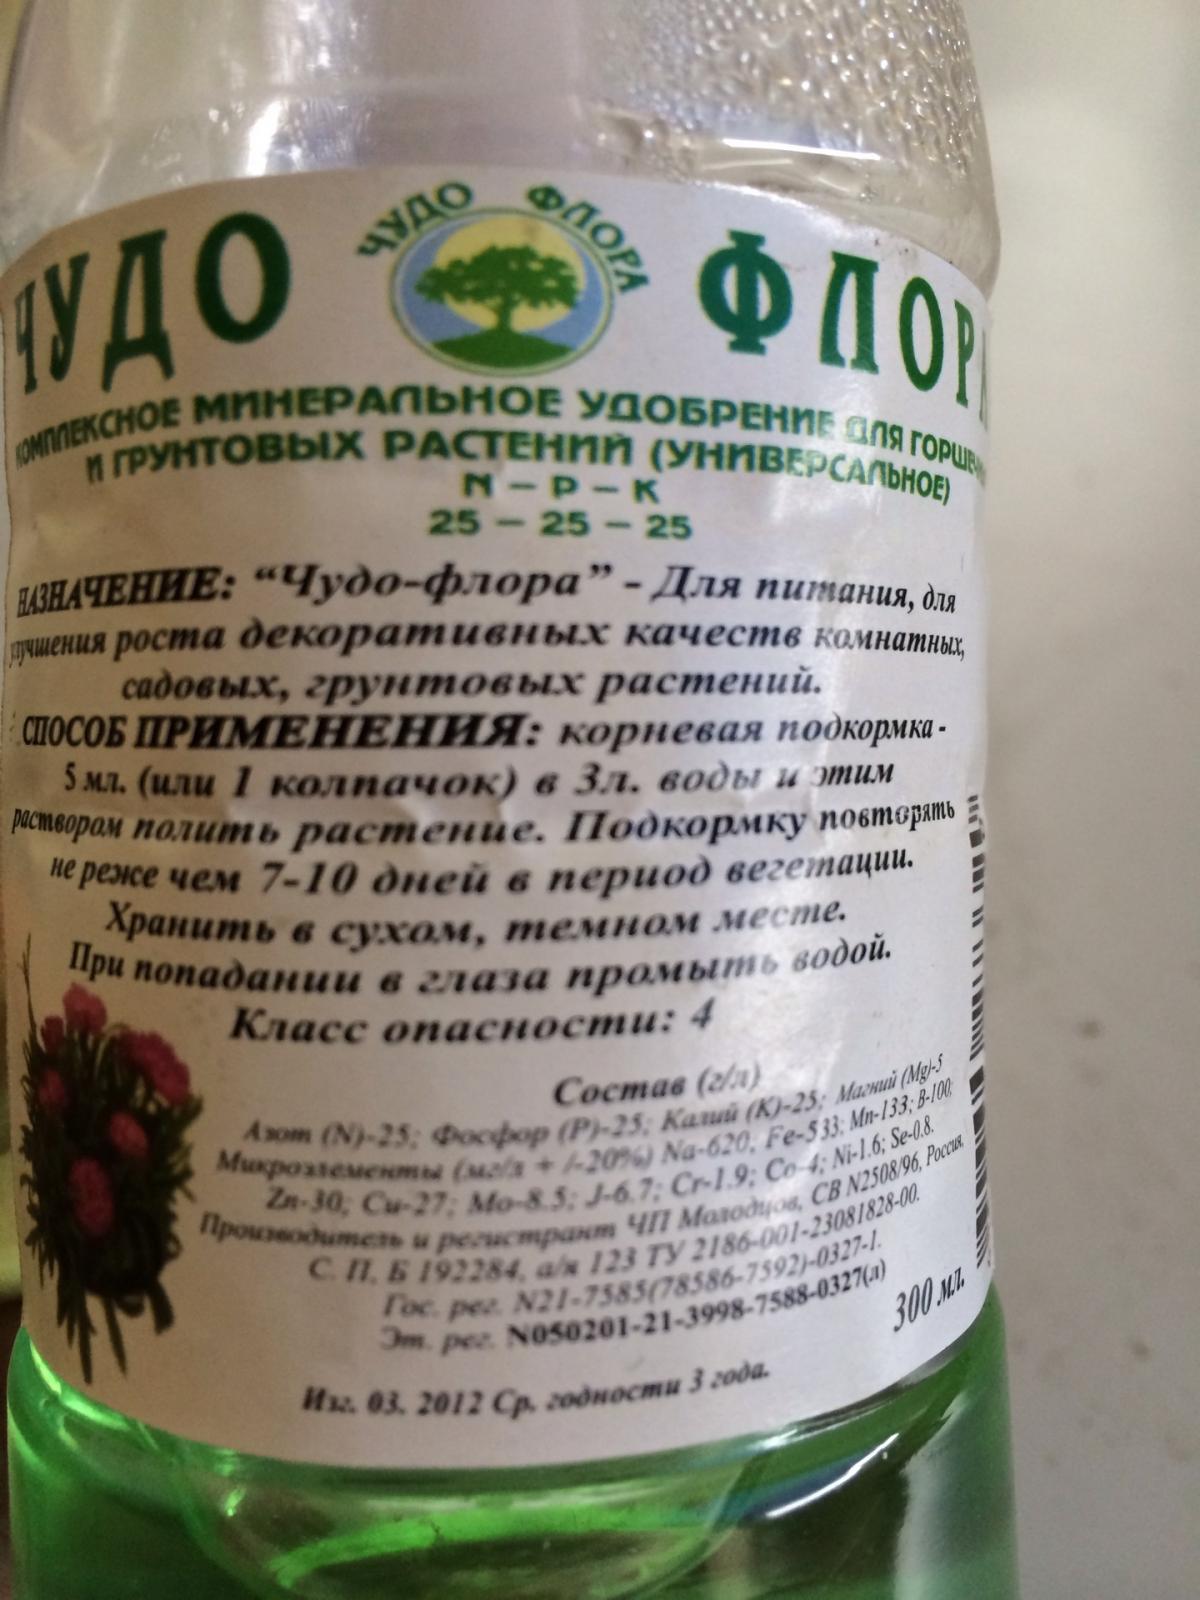 ЧУДО ФЛОРА
ЧУДО ФЛОР
КОМПЛЕКСНОЕ МИНЕРАЛЬНОЕ УДОБРЕНИЕ ДЛЯ
И ГРУНТОВЫХ РАСТЕНИЙ (УНИВЕРСАЛЬНОЕ)
N – P – K
25 – 25 – 25
НАЗНАЧЕНИЕ: “Чудо-флора” - Для питания, для
улучшения роста декоративных качеств комнатных,
садовых, грунтовых растений.
СПОСОБ ПРИМЕНЕНИЯ: корневая подкормка -
5 мл. (или 1 колпачок) в 3л. воды и этим
раствором полить растение. Подкормку повторять
не реже чем 7-10 дней в период вегетации.
Хранить в сухом, темном месте.
При попадании в глаза промыть водой.
Класс опасности: 4
Состав (г/л)
Азот (N)-25; Фосфор (P)-25; Калий (K)-25; Магний (Mg)-5
Микроэлементы (мг/л + /-20%) Na-620, Fe-533; Mn-133; B-100;
Zn-30; Cu-27; Mo-8.5; J-6.7; Cr-1.9; Co-4; Ni-1.6; Se-0.8.
Производитель и регистрант ЧП Молодцов, СВ N2508/96, Россия,
С. П. Б 192284, а/я 123 ТУ 2186-001-23081828-00.
Гос. рег. N21-7585(78586-7592)-0327-1.
Эт. рег. N050201-21-3998-7588-0327(л)
300 мл.
Изг. 03. 2012 Ср. годности 3 года.